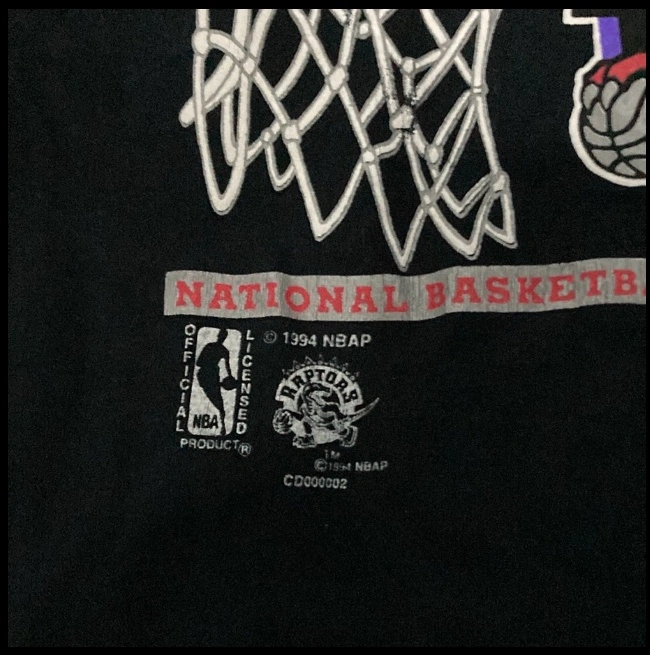 NATIONAL BASKETB
OFFICIAL
LICENSED
NBA
PRODUCT®
© 1994 NBAP
RAPTORS
TM
©1994 NBAP
CD000002